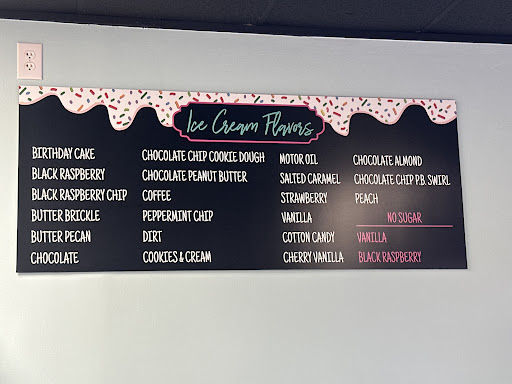 Ice Cream Flavors
BIRTHDAY CAKE
BLACK RASPBERRY
BLACK RASPBERRY CHIP
BUTTER BRICKLE
BUTTER PECAN
CHOCOLATE
CHOCOLATE CHIP COOKIE DOUGH
CHOCOLATE PEANUT BUTTER
COFFEE
PEPPERMINT CHIP
DIRT
COOKIES & CREAM
MOTOR OIL
SALTED CARAMEL
STRAWBERRY
VANILLA
COTTON CANDY
CHERRY VANILLA
CHOCOLATE ALMOND
CHOCOLATE CHIP P.B. SWIRL
PEACH
NO SUGAR
VANILLA
BLACK RASPBERRY